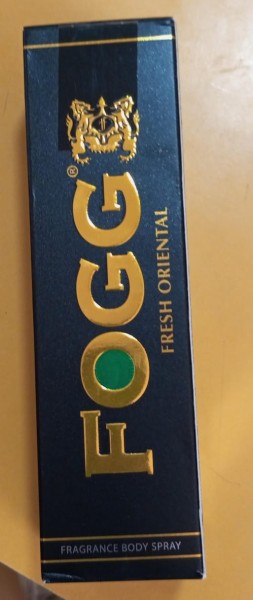 FOGG®
FRESH ORIENTAL
FRAGRANCE BODY SPRAY